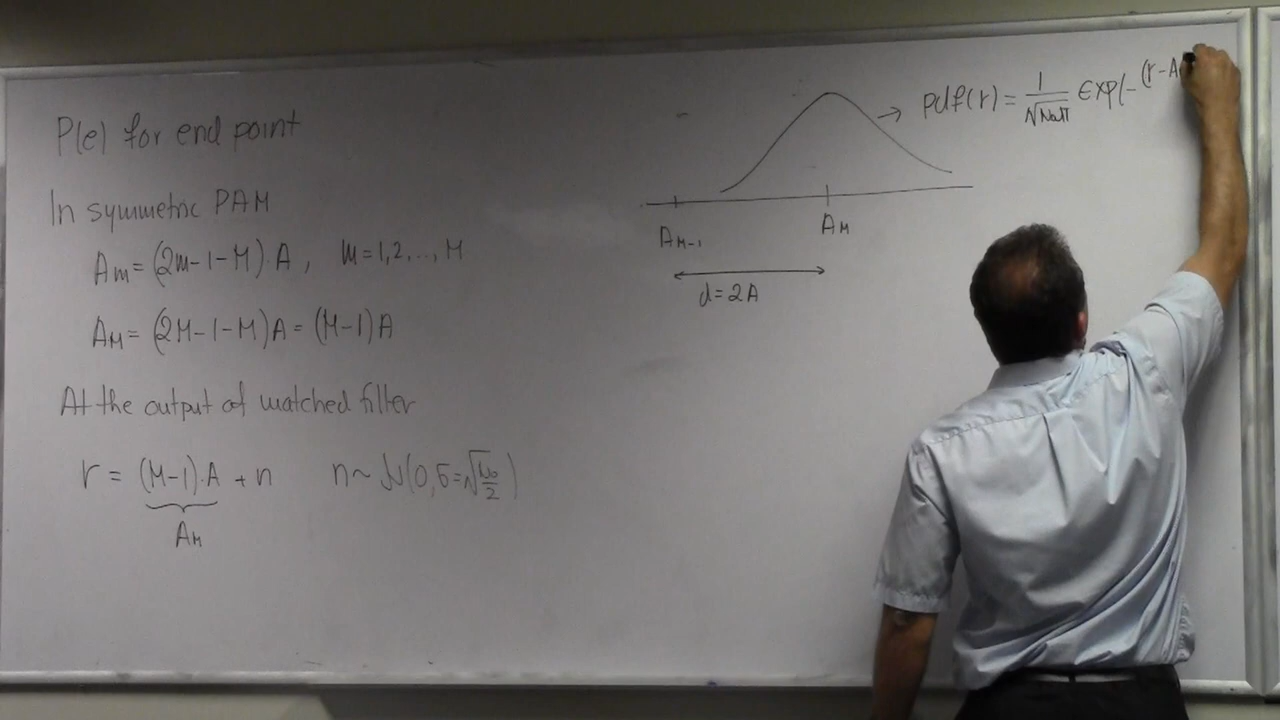 P(e) for end point
In symmetric PAM
Am = (2m-1-M).A , m=1,2,...,M
AM = (2M-1-M)A = (M-1)A
At the output of matched filter
r = (M-1).A + n n~N(0,σ=√N₀/2)
AM
→ pdf(r) = 1/√N₀π exp(-(r-A
AM-1 AM
d=2A